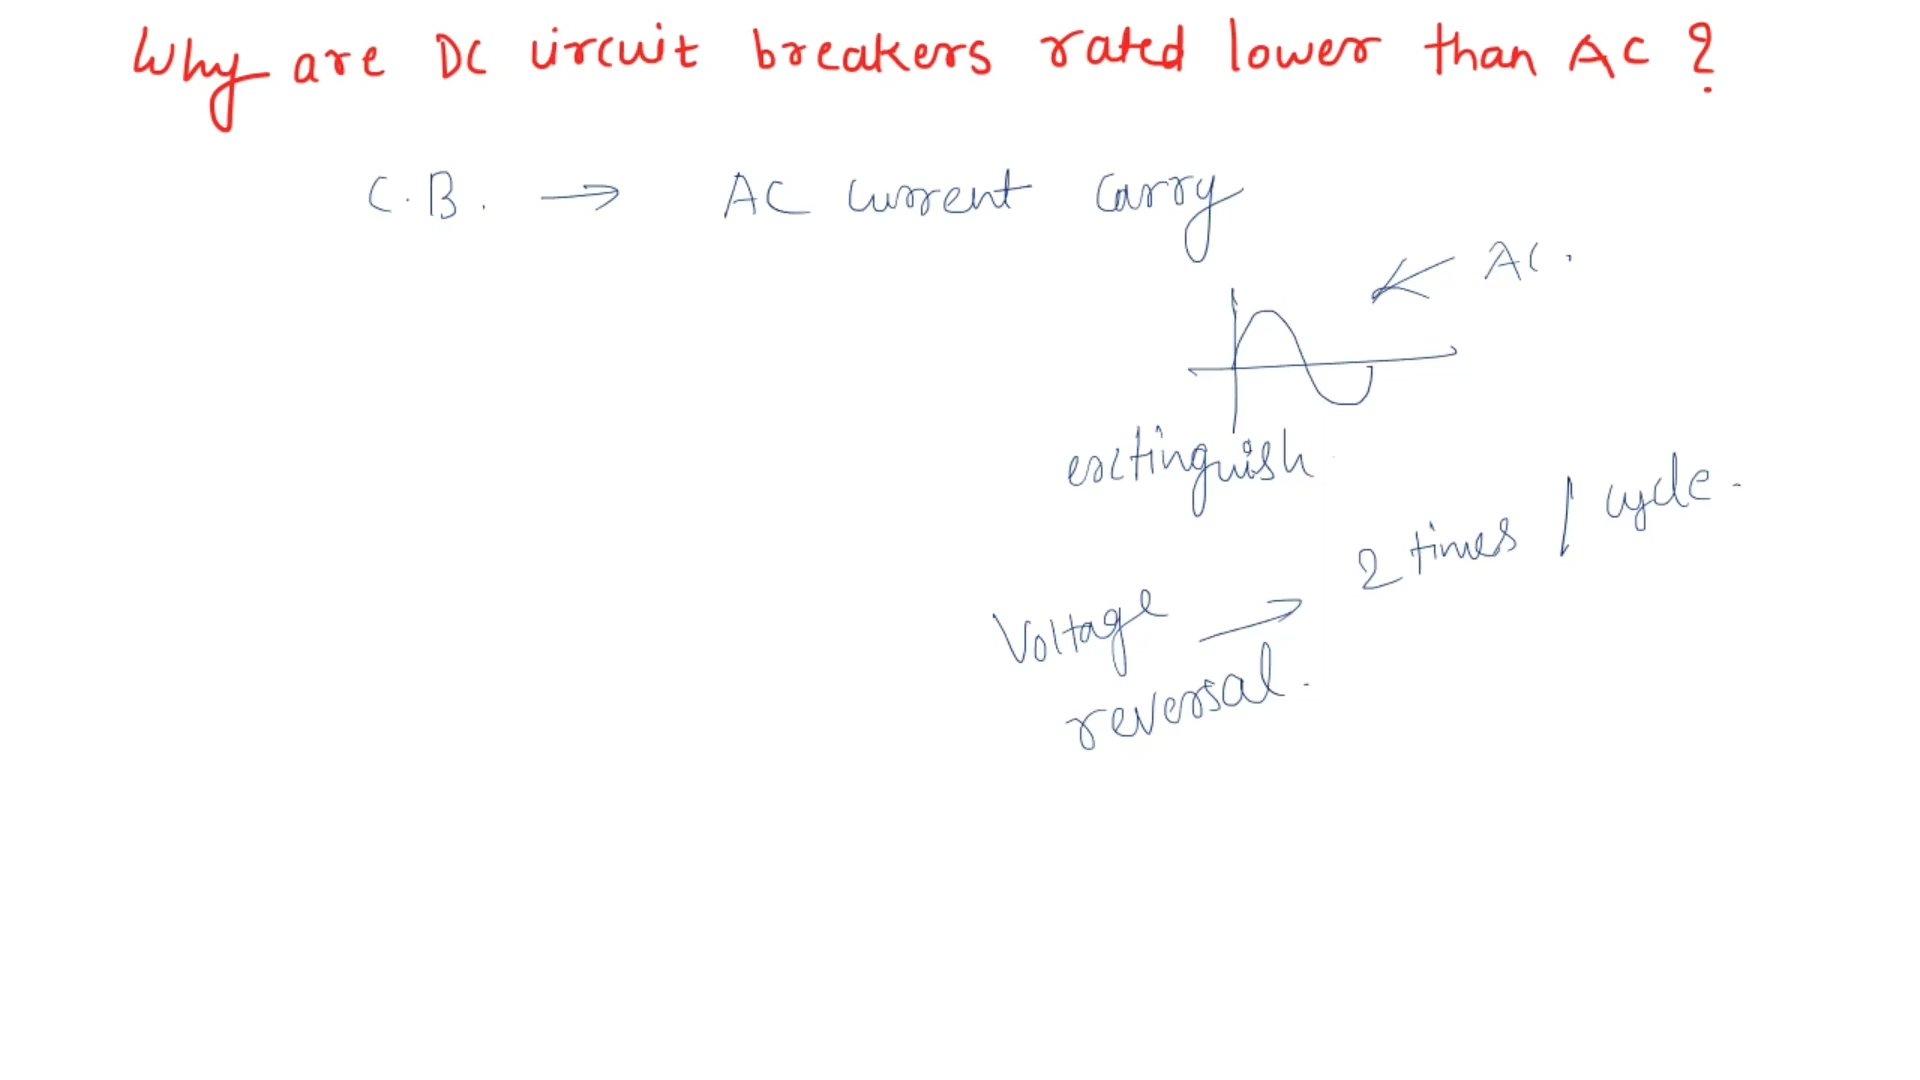 Why are DC circuit breakers rated lower than AC ?
C.B. → AC current carry
AC.
extinguish
2 times / cycle.
Voltage →
reversal.